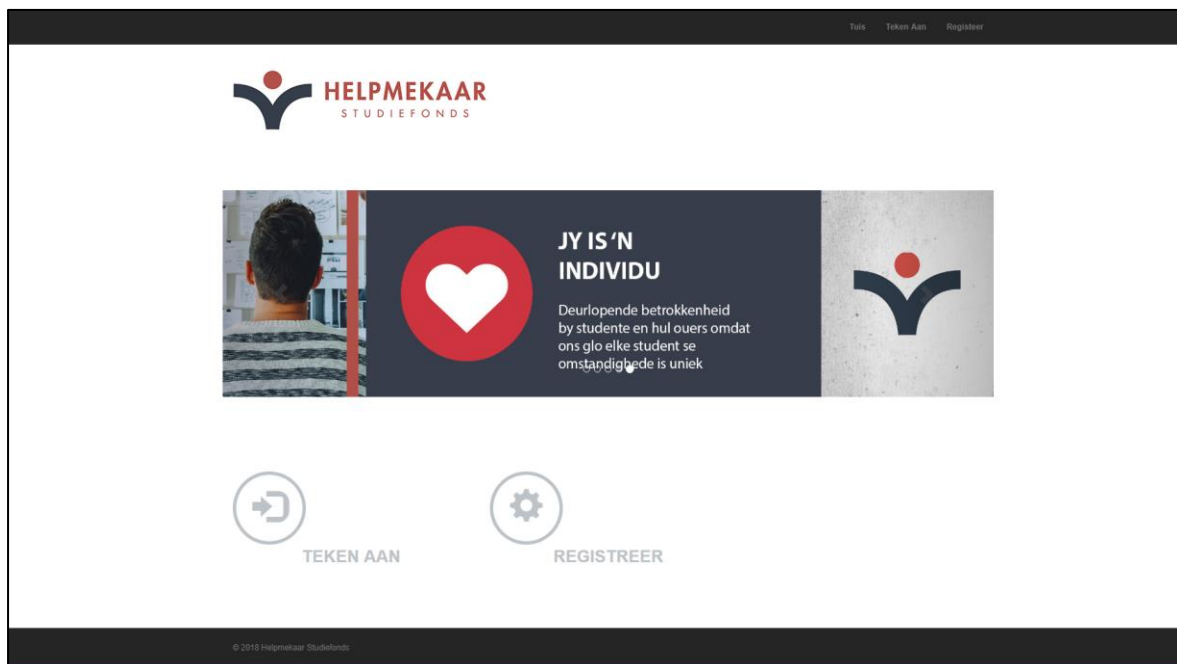 Tuis Teken Aan Registeer
HELPMEKAAR
STUDIEFONDS
JY IS 'N
INDIVIDU
Deurlopende betrokkenheid
by studente en hul ouers omdat
ons glo elke student se
omstandighede is uniek
TEKEN AAN
REGISTREER
© 2018 Helpmekaar Studiefonds